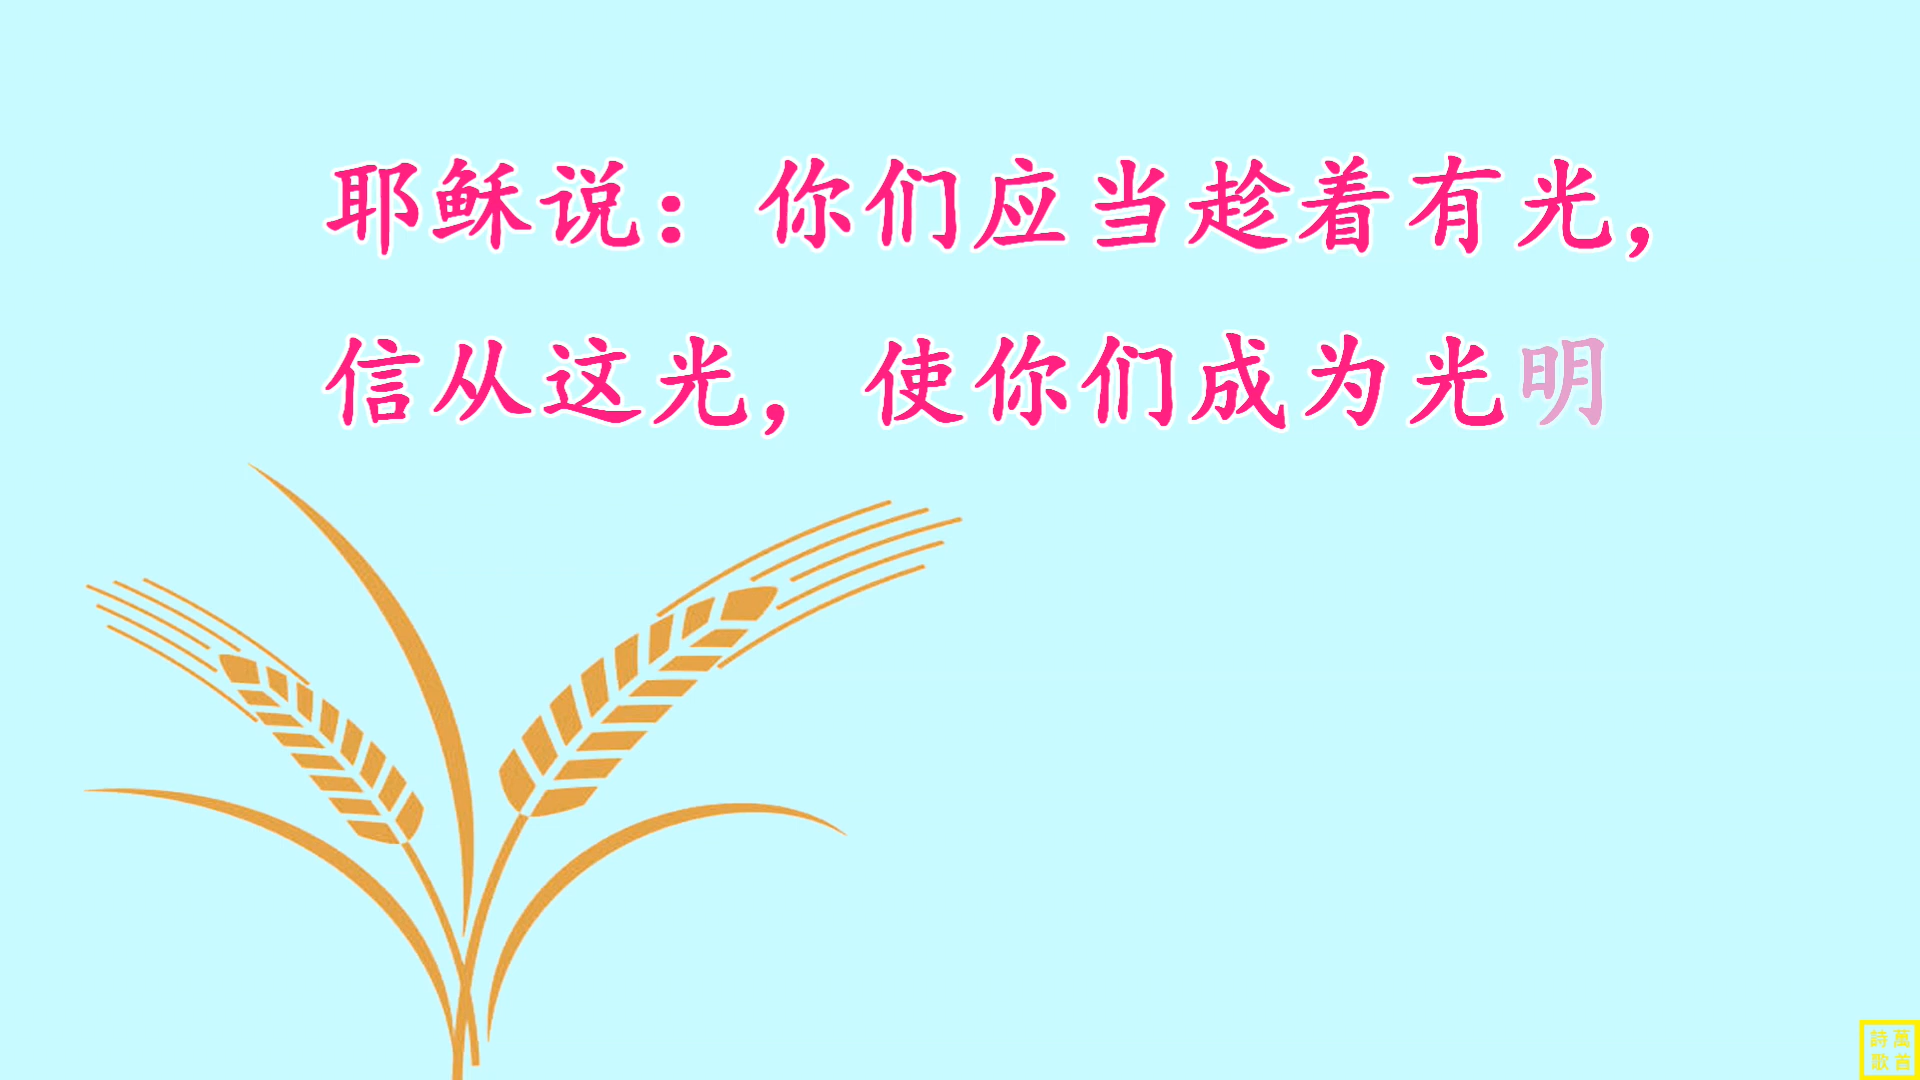 耶稣说：你们应当趁着有光，
信从这光，使你们成为光明
萬首
詩歌